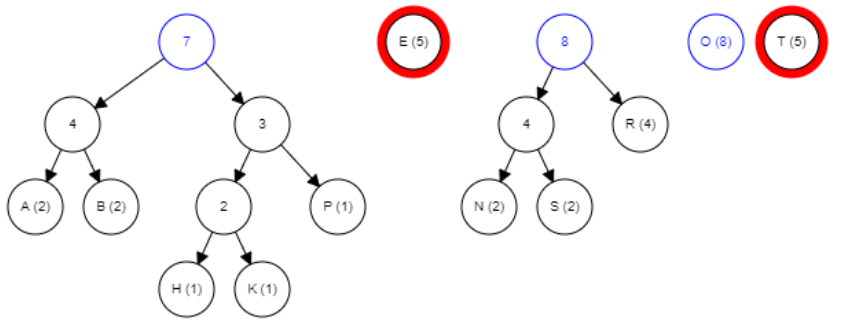 7 E (5) 8 O (8) T (5)
4 3 4 R (4)
A (2) B (2) 2 P (1) N (2) S (2)
H (1) K (1)